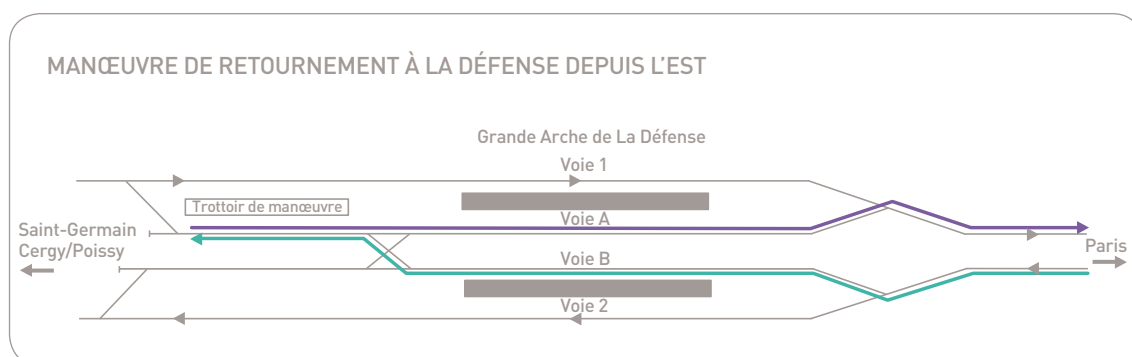 MANŒUVRE DE RETOURNEMENT À LA DÉFENSE DEPUIS L'EST
Grande Arche de La Défense
Voie 1
Trottoir de manœuvre
Voie A
Saint-Germain
Cergy/Poissy
Paris
Voie B
Voie 2